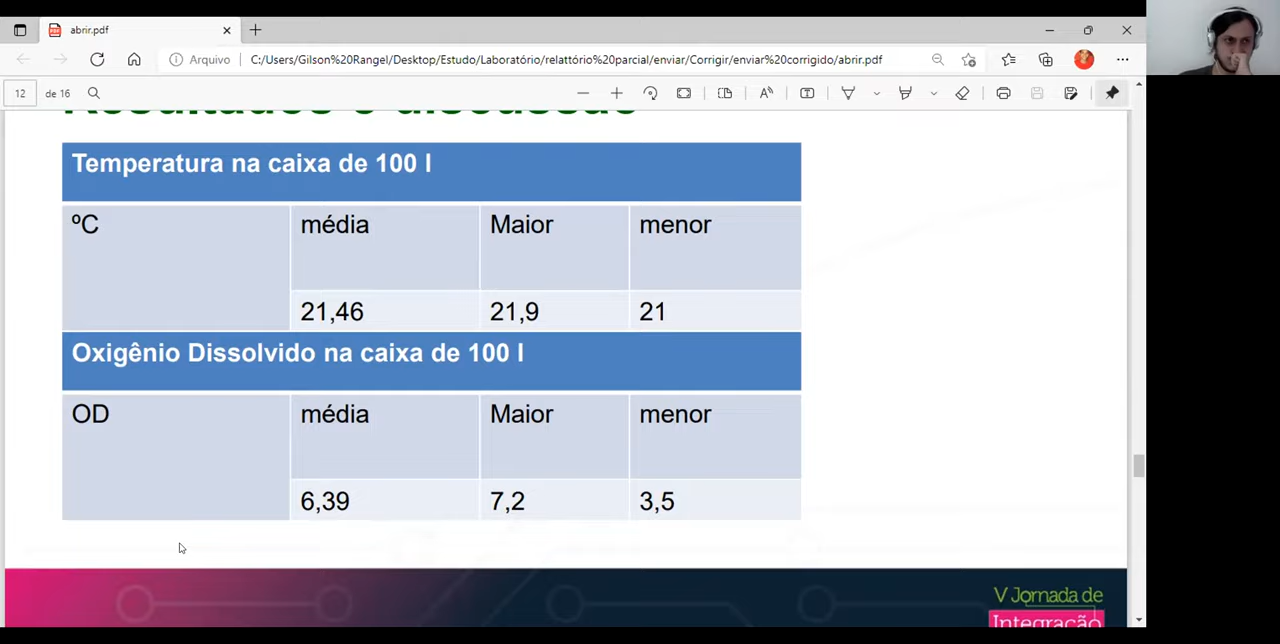 abrir.pdf
Arquivo
C:/Users/Gilson%20Rangel/Desktop/Estudo/Laboratório/relattório%20parcial/enviar/Corrigir/enviar%20corrigido/abrir.pdf
12 de 16
Resultados e discussão
Temperatura na caixa de 100 l
ºC média Maior menor
21,46 21,9 21
Oxigênio Dissolvido na caixa de 100 l
OD média Maior menor
6,39 7,2 3,5
V Jornada de
Integração